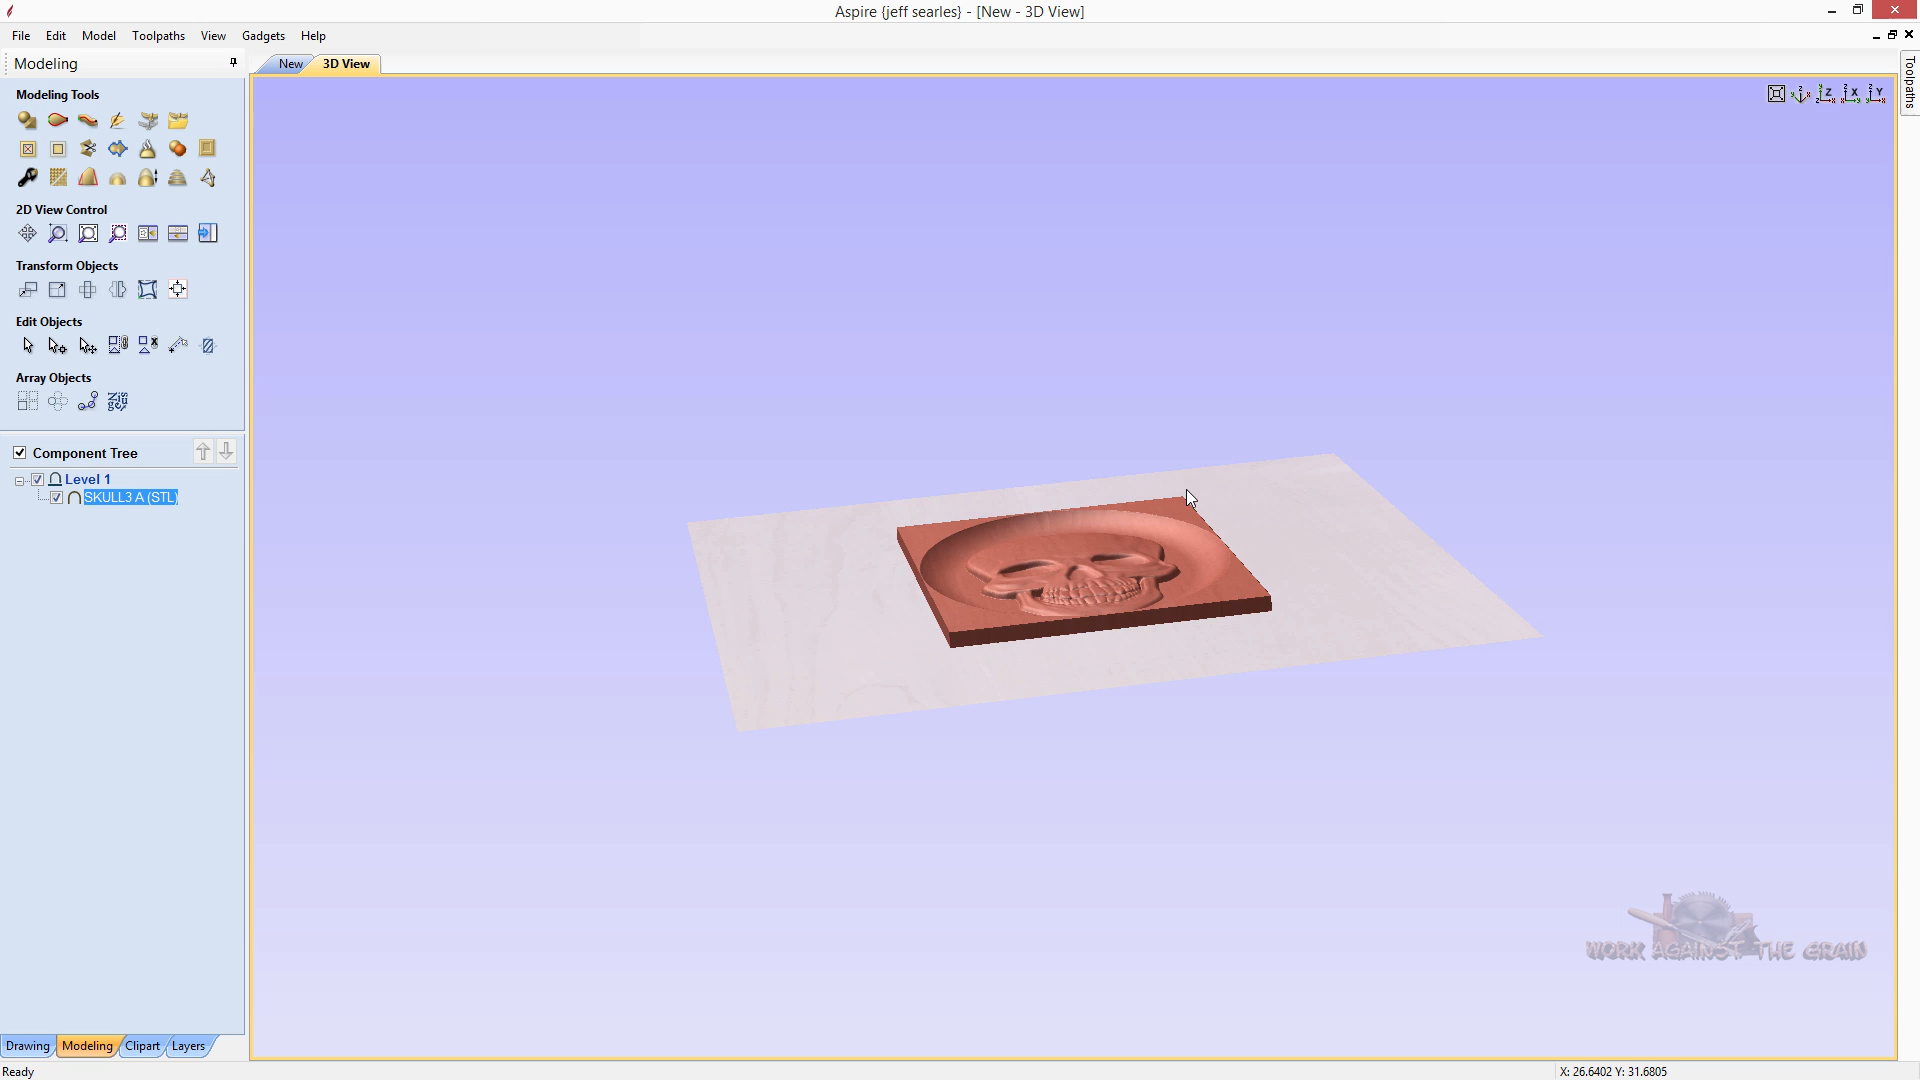 Aspire {jeff searles} - [New - 3D View]
File Edit Model Toolpaths View Gadgets Help
Modeling
New
3D View
Toolpaths
Modeling Tools
2D View Control
Transform Objects
Edit Objects
Array Objects
Component Tree
Level 1
SKULL3 A (STL)
WORK AGAINST THE GRAIN
Drawing Modeling Clipart Layers
Ready
X: 26.6402 Y: 31.6805